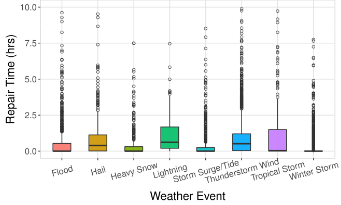 10.0
7.5
5.0
2.5
0.0
Repair Time (hrs)
Flood
Hail
Heavy Snow
Lightning
Storm Surge/Tide
Thunderstorm Wind
Tropical Storm
Winter Storm
Weather Event